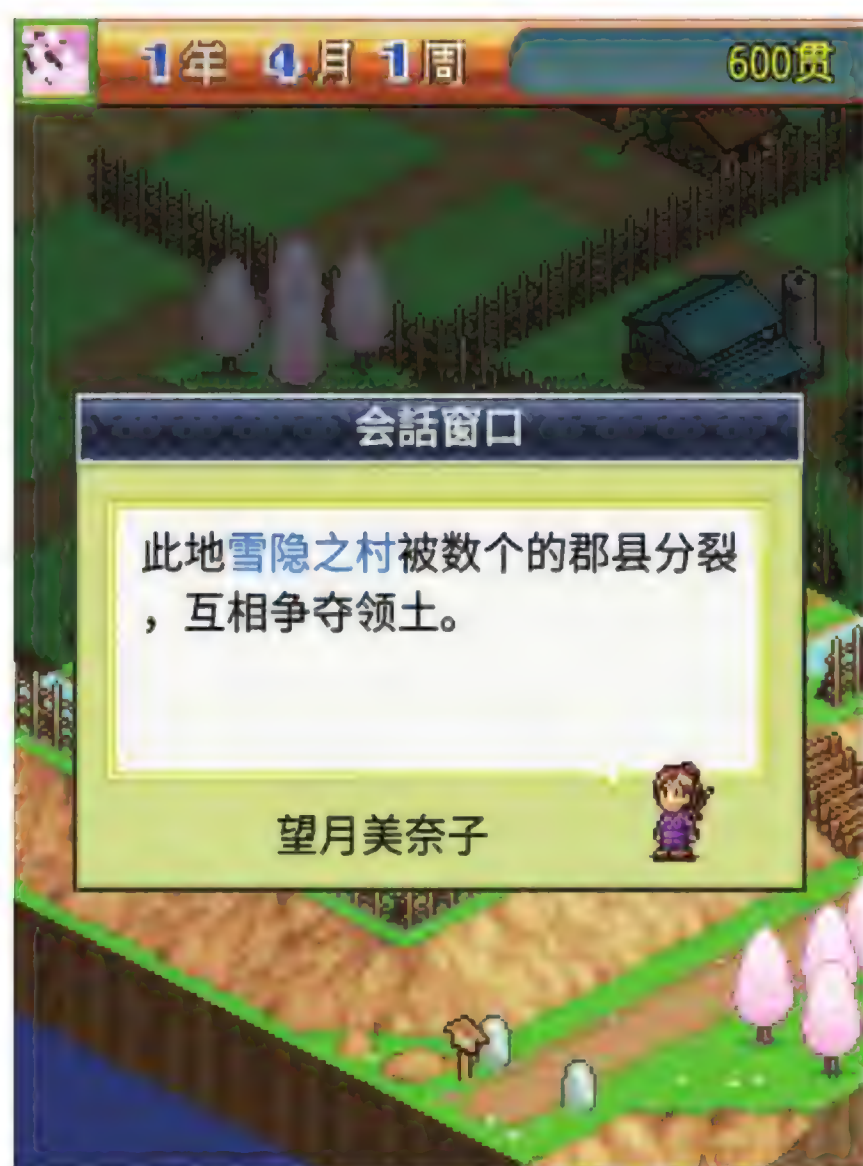 1年 4月 1周 600贯
会話窗口
此地雪隐之村被数个的郡县分裂
，互相争夺领土。
望月美奈子